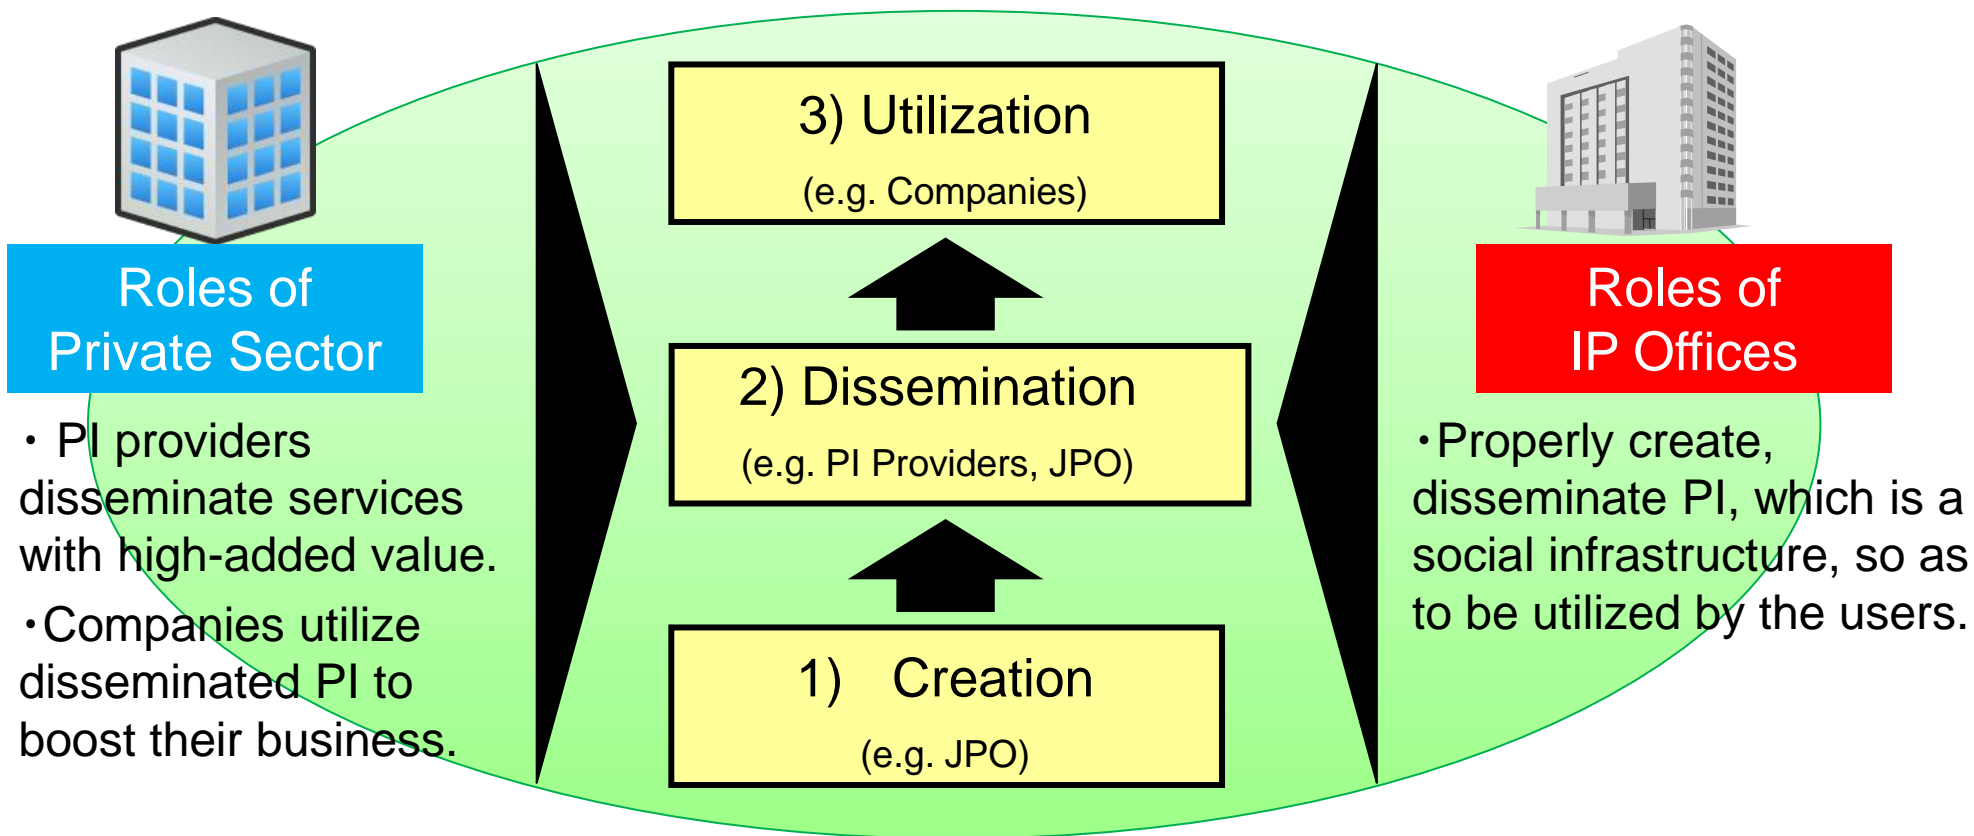 Roles of
Private Sector
・ PI providers
disseminate services
with high-added value.
・Companies utilize
disseminated PI to
boost their business.
3) Utilization
(e.g. Companies)
2) Dissemination
(e.g. PI Providers, JPO)
1) Creation
(e.g. JPO)
Roles of
IP Offices
・Properly create,
disseminate PI, which is a
social infrastructure, so as
to be utilized by the users.